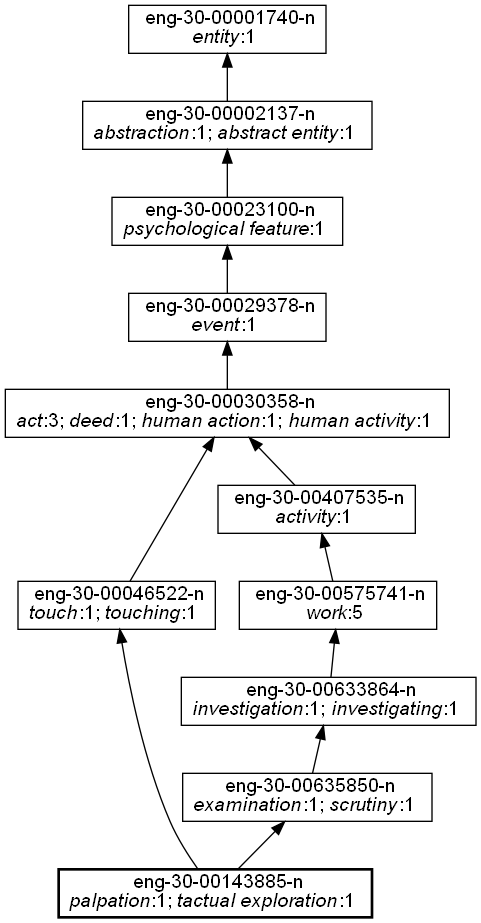 eng-30-00001740-n
entity:1
eng-30-00002137-n
abstraction:1; abstract entity:1
eng-30-00023100-n
psychological feature:1
eng-30-00029378-n
event:1
eng-30-00030358-n
act:3; deed:1; human action:1; human activity:1
eng-30-00407535-n
activity:1
eng-30-00046522-n
touch:1; touching:1
eng-30-00575741-n
work:5
eng-30-00633864-n
investigation:1; investigating:1
eng-30-00635850-n
examination:1; scrutiny:1
eng-30-00143885-n
palpation:1; tactual exploration:1